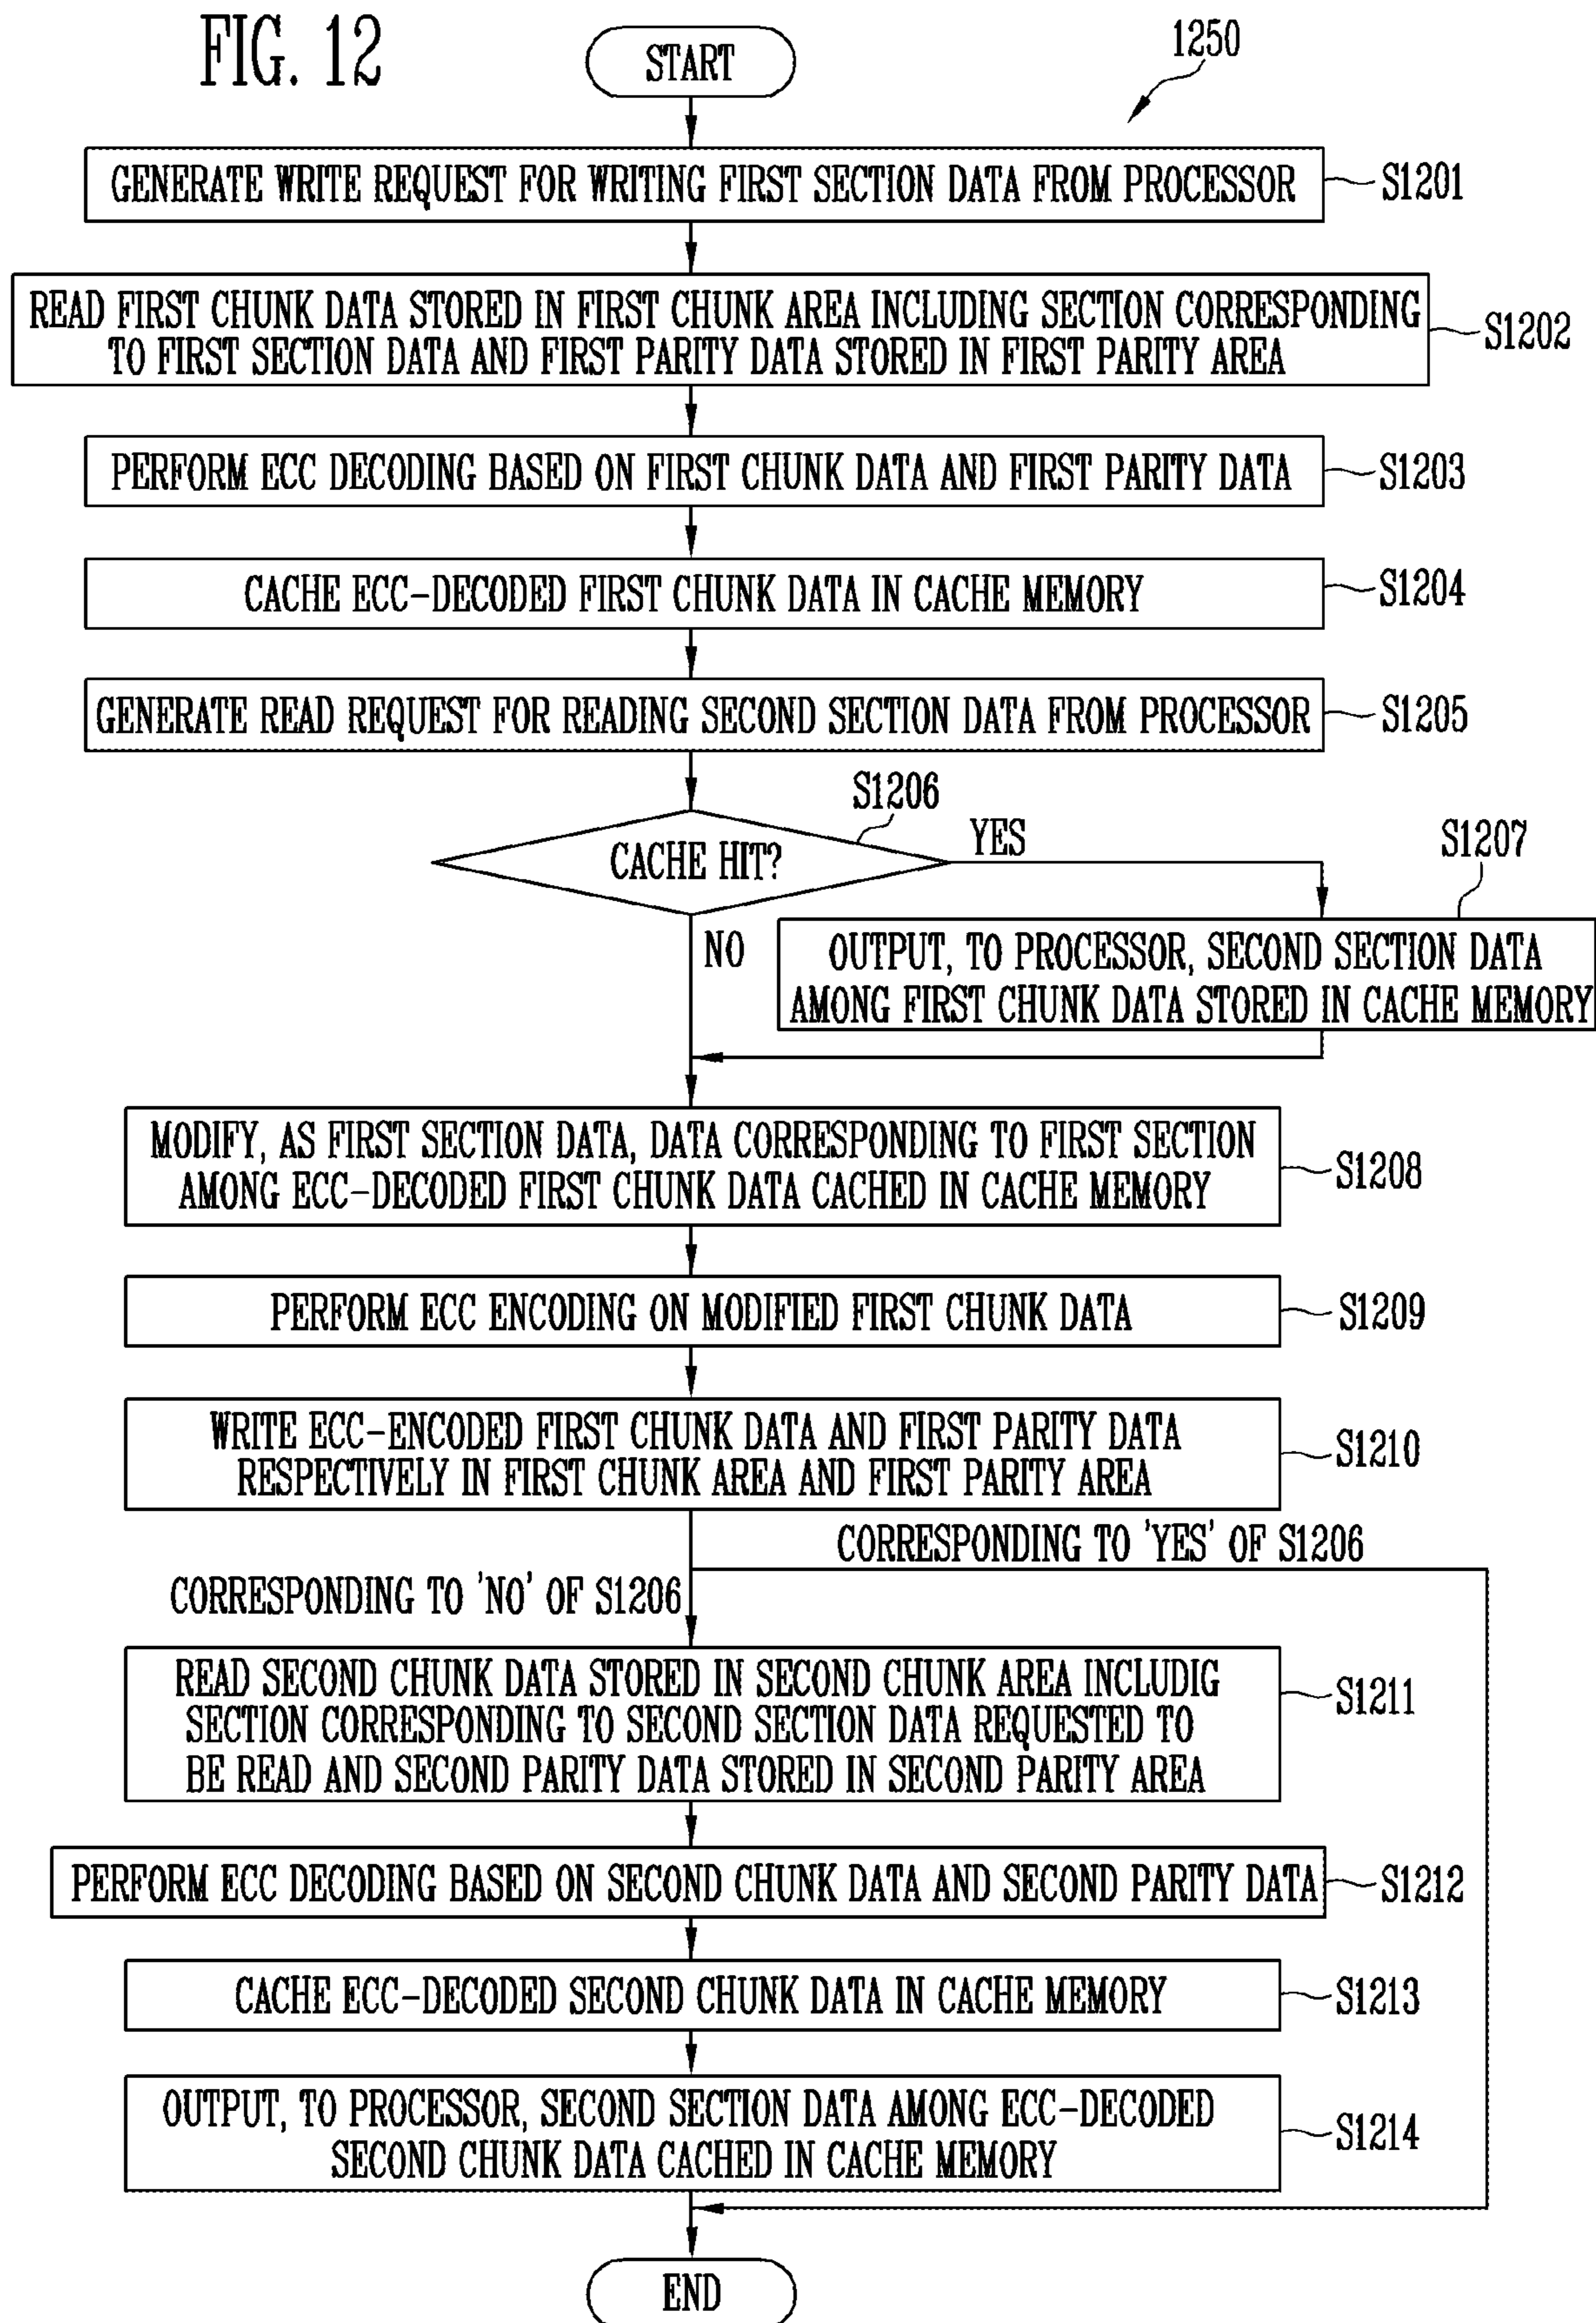 FIG. 12
START
1250
GENERATE WRITE REQUEST FOR WRITING FIRST SECTION DATA FROM PROCESSOR
S1201
READ FIRST CHUNK DATA STORED IN FIRST CHUNK AREA INCLUDING SECTION CORRESPONDING
TO FIRST SECTION DATA AND FIRST PARITY DATA STORED IN FIRST PARITY AREA
S1202
PERFORM ECC DECODING BASED ON FIRST CHUNK DATA AND FIRST PARITY DATA
S1203
CACHE ECC-DECODED FIRST CHUNK DATA IN CACHE MEMORY
S1204
GENERATE READ REQUEST FOR READING SECOND SECTION DATA FROM PROCESSOR
S1205
S1206
CACHE HIT?
YES
S1207
NO
OUTPUT, TO PROCESSOR, SECOND SECTION DATA
AMONG FIRST CHUNK DATA STORED IN CACHE MEMORY
MODIFY, AS FIRST SECTION DATA, DATA CORRESPONDING TO FIRST SECTION
AMONG ECC-DECODED FIRST CHUNK DATA CACHED IN CACHE MEMORY
S1208
PERFORM ECC ENCODING ON MODIFIED FIRST CHUNK DATA
S1209
WRITE ECC-ENCODED FIRST CHUNK DATA AND FIRST PARITY DATA
RESPECTIVELY IN FIRST CHUNK AREA AND FIRST PARITY AREA
S1210
CORRESPONDING TO 'YES' OF S1206
CORRESPONDING TO 'NO' OF S1206
READ SECOND CHUNK DATA STORED IN SECOND CHUNK AREA INCLUDIG
SECTION CORRESPONDING TO SECOND SECTION DATA REQUESTED TO
BE READ AND SECOND PARITY DATA STORED IN SECOND PARITY AREA
S1211
PERFORM ECC DECODING BASED ON SECOND CHUNK DATA AND SECOND PARITY DATA
S1212
CACHE ECC-DECODED SECOND CHUNK DATA IN CACHE MEMORY
S1213
OUTPUT, TO PROCESSOR, SECOND SECTION DATA AMONG ECC-DECODED
SECOND CHUNK DATA CACHED IN CACHE MEMORY
S1214
END